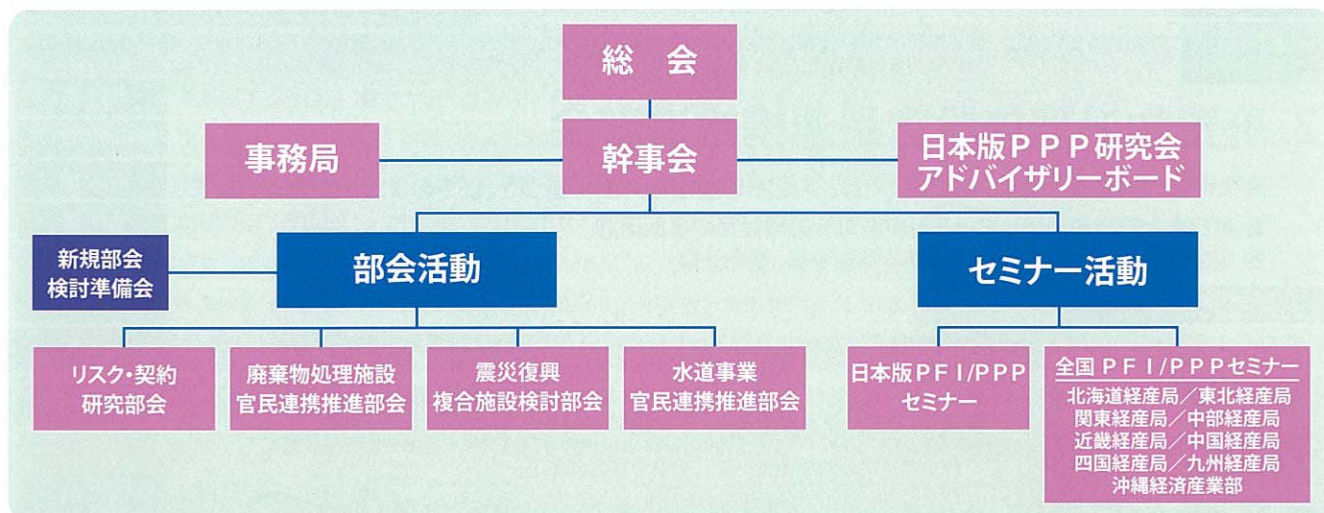 総 会
事務局
幹事会
日本版PPP研究会
アドバイザリーボード
新規部会
検討準備会
部会活動
セミナー活動
リスク・契約
研究部会
廃棄物処理施設
官民連携推進部会
震災復興
複合施設検討部会
水道事業
官民連携推進部会
日本版PFI/PPP
セミナー
全国PFI/PPPセミナー
北海道経産局/東北経産局
関東経産局/中部経産局
近畿経産局/中国経産局
四国経産局/九州経産局
沖縄経済産業部